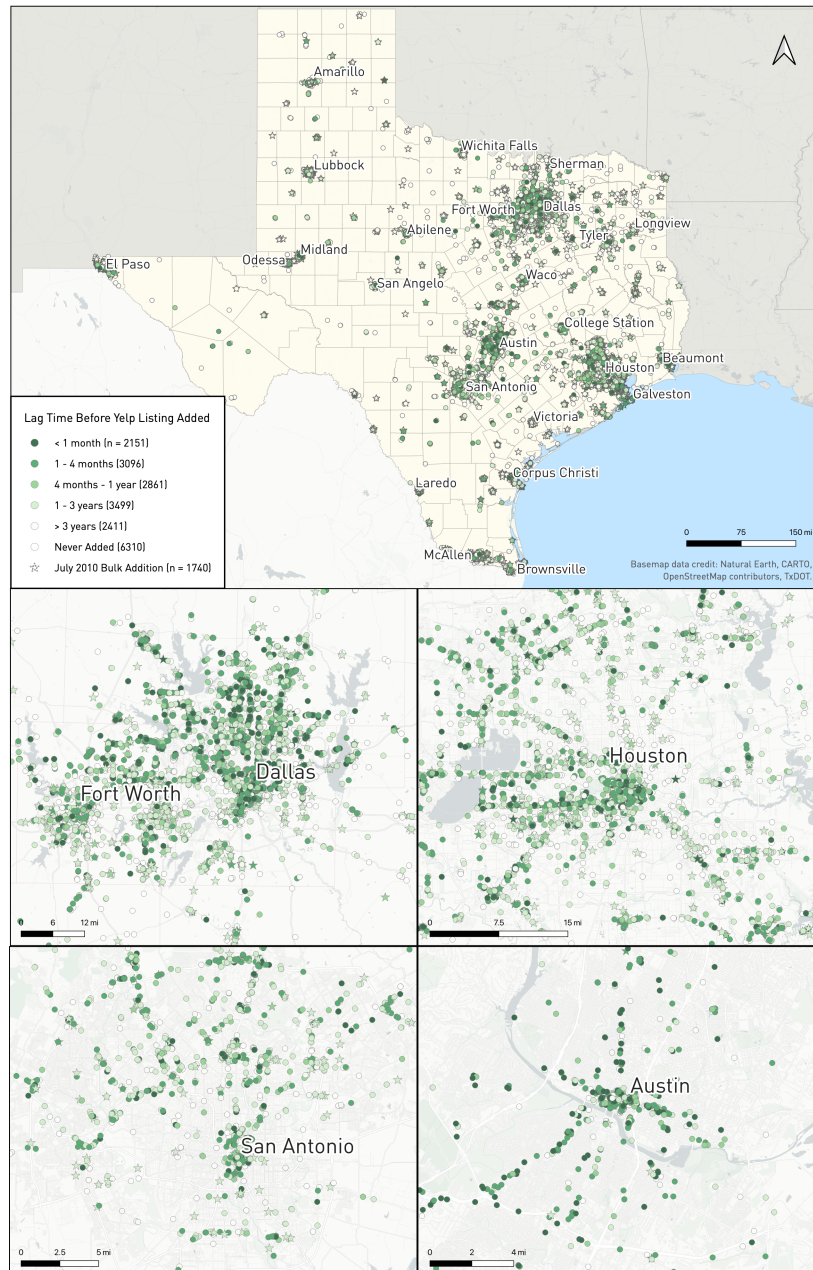 Amarillo
Wichita Falls
Sherman
Lubbock
Fort Worth
Dallas
Abilene
Tyler
Longview
El Paso
Odessa
Midland
San Angelo
Waco
College Station
Austin
Houston
Beaumont
San Antonio
Galveston
Victoria
Lag Time Before Yelp Listing Added
< 1 month (n = 2151)
1 - 4 months (3096)
4 months - 1 year (2861)
1 - 3 years (3499)
> 3 years (2411)
Never Added (6310)
July 2010 Bulk Addition (n = 1740)
Laredo
Corpus Christi
McAllen
Brownsville
0 75 150 mi
Basemap data credit: Natural Earth, CARTO,
OpenStreetMap contributors, TxDOT.
Dallas
Fort Worth
0 6 12 mi
Houston
0 7.5 15 mi
San Antonio
0 2.5 5 mi
Austin
0 2 4 mi